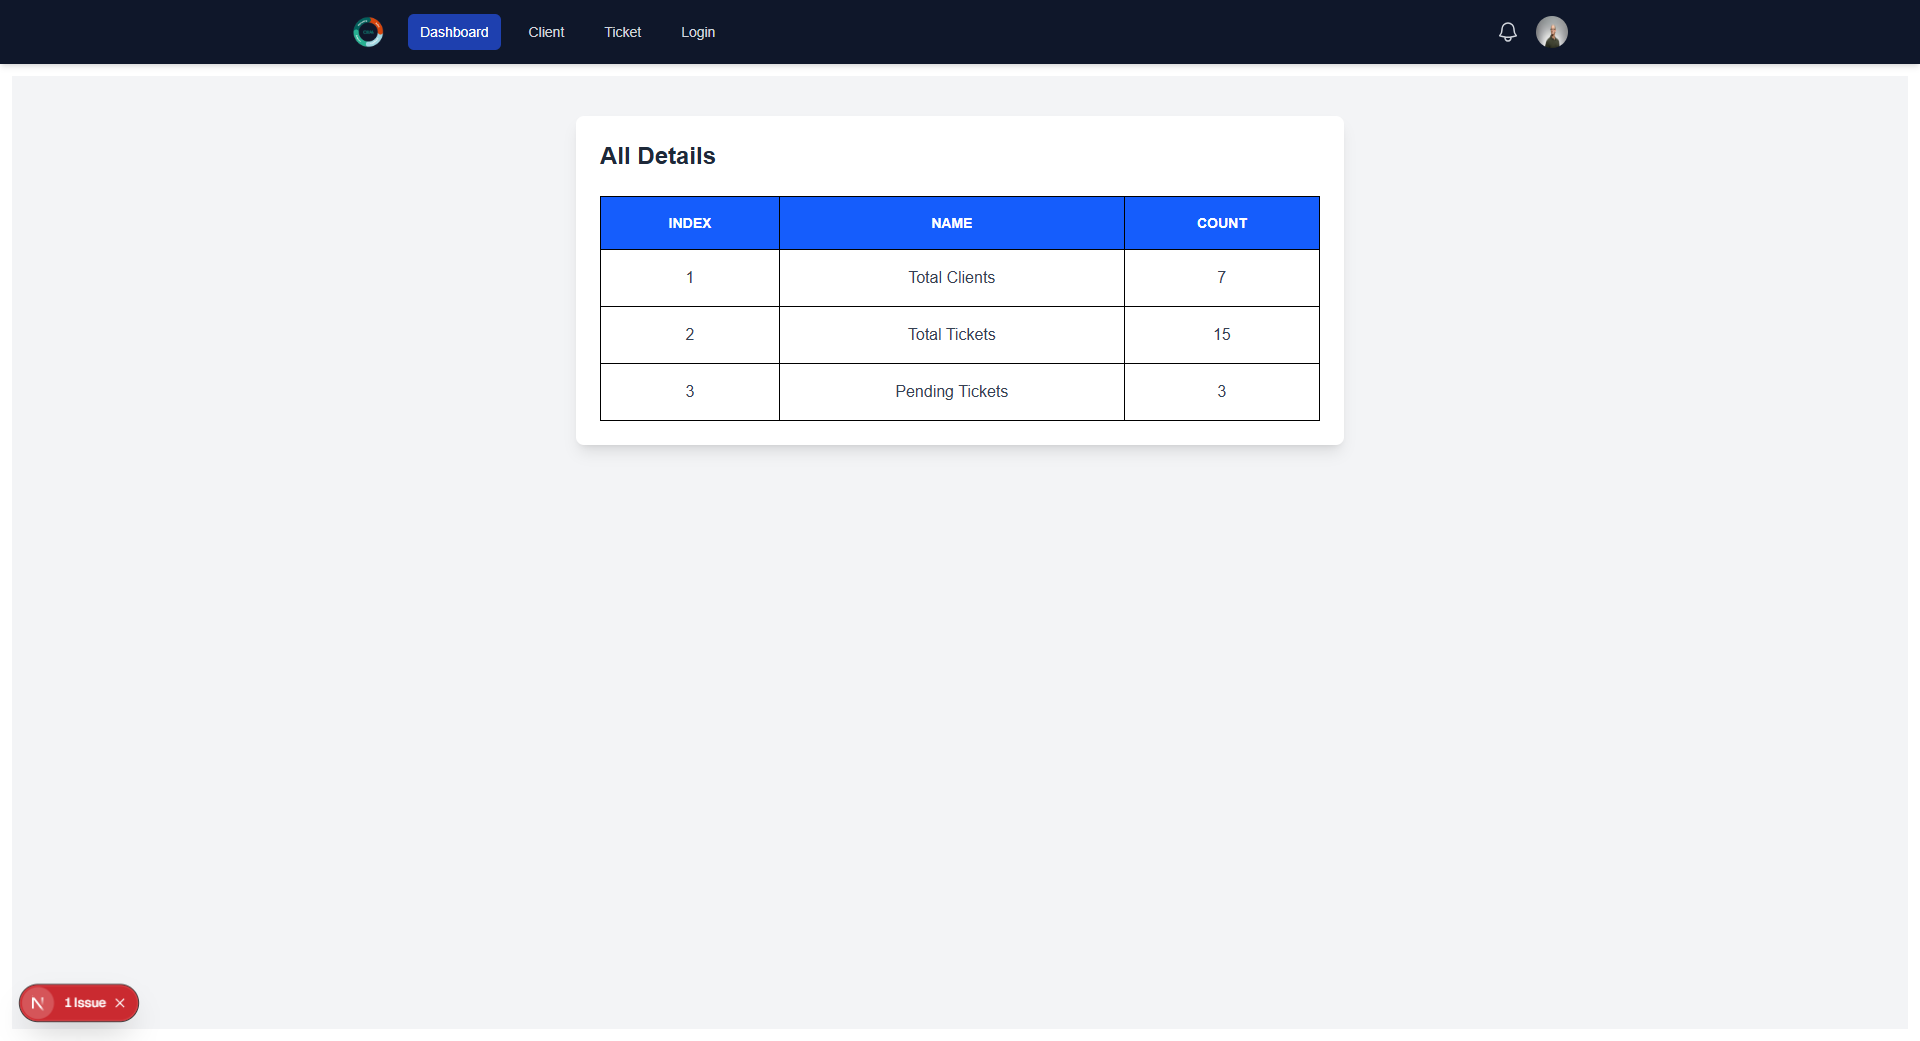 Dashboard Client Ticket Login
All Details
INDEX NAME COUNT
1 Total Clients 7
2 Total Tickets 15
3 Pending Tickets 3
N 1 Issue